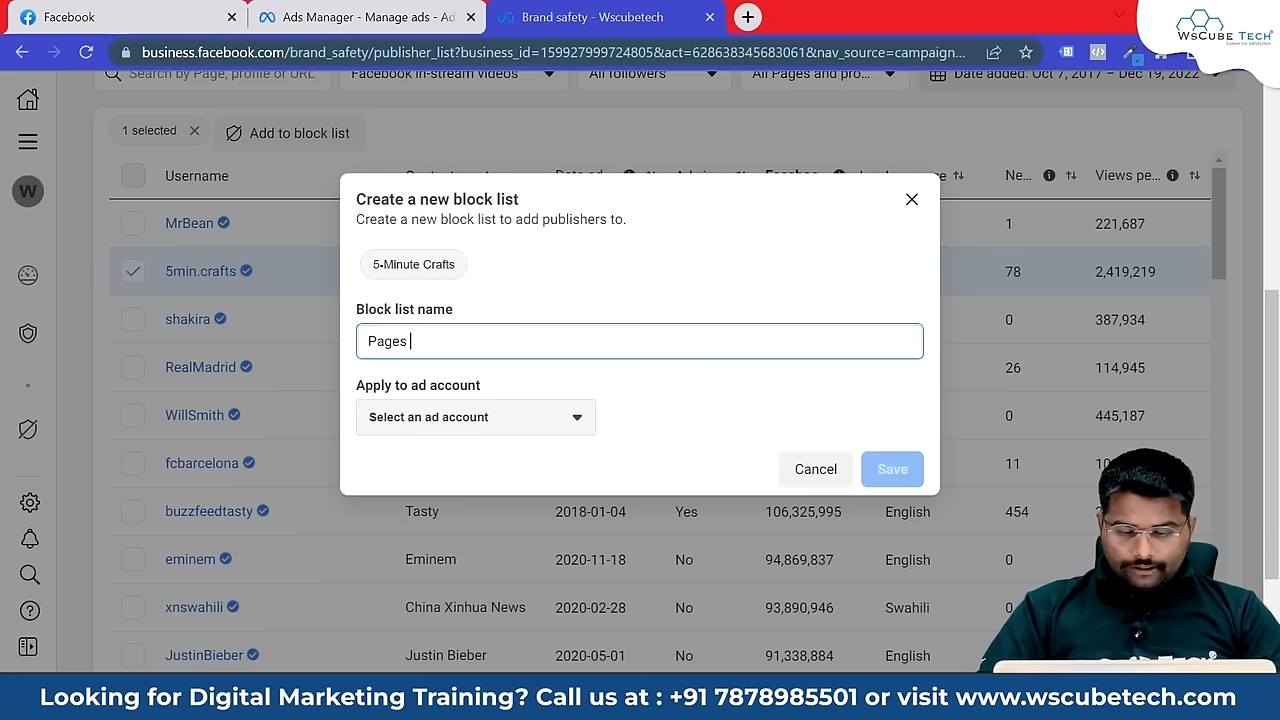 Facebook
Ads Manager - Manage ads - Ad
Brand safety - Wscubetech
WsCube Tech
business.facebook.com/brand_safety/publisher_list?business_id=1599279997248058&act=628638345683061&nav_source=campaign...
Search by Page, profile or URL
Facebook in-stream videos
All followers
All Pages and pro...
Date added: Oct 7, 2017 – Dec 19, 2022
W
1 selected
Add to block list
Username
Ne...
Views pe...
MrBean
1
221,687
5min.crafts
78
2,419,219
shakira
0
387,934
RealMadrid
26
114,945
WillSmith
0
445,187
fcbarcelona
11
Create a new block list
Create a new block list to add publishers to.
5-Minute Crafts
Block list name
Pages
Apply to ad account
Select an ad account
Cancel
Save
buzzfeedtasty
Tasty
2018-01-04
Yes
106,325,995
English
454
eminem
Eminem
2020-11-18
No
94,869,837
English
0
xnswahili
China Xinhua News
2020-02-28
No
93,890,946
Swahili
0
JustinBieber
Justin Bieber
2020-05-01
No
91,338,884
English
Looking for Digital Marketing Training? Call us at : +91 7878985501 or visit www.wscubetech.com